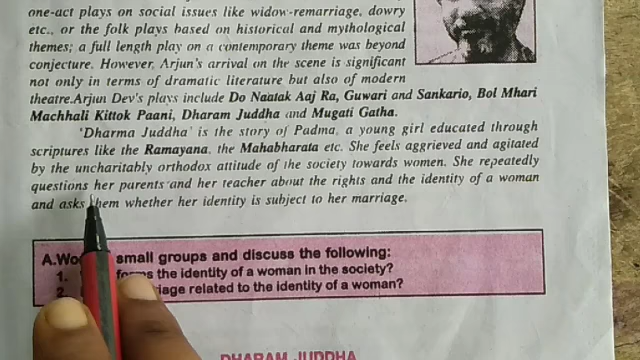 one-act plays on social issues like widow-remarriage, dowry
etc., or the folk plays based on historical and mythological
themes; a full length play on a contemporary theme was beyond
conjecture. However, Arjun's arrival on the scene is significant
not only in terms of dramatic literature but also of modern
theatre.Arjun Dev's plays include Do Naatak Aaj Ra, Guwari and Sankario, Bol Mhari
Machhali Kittok Paani, Dharam Juddha and Mugati Gatha.
'Dharma Juddha' is the story of Padma, a young girl educated through
scriptures like the Ramayana, the Mahabharata etc. She feels aggrieved and agitated
by the uncharitably orthodox attitude of the society towards women. She repeatedly
questions her parents and her teacher about the rights and the identity of a woman
and asks them whether her identity is subject to her marriage.
A. small groups and discuss the following:
1. forms the identity of a woman in the society?
2. related to the identity of a woman?
DHARAM JUDDHA